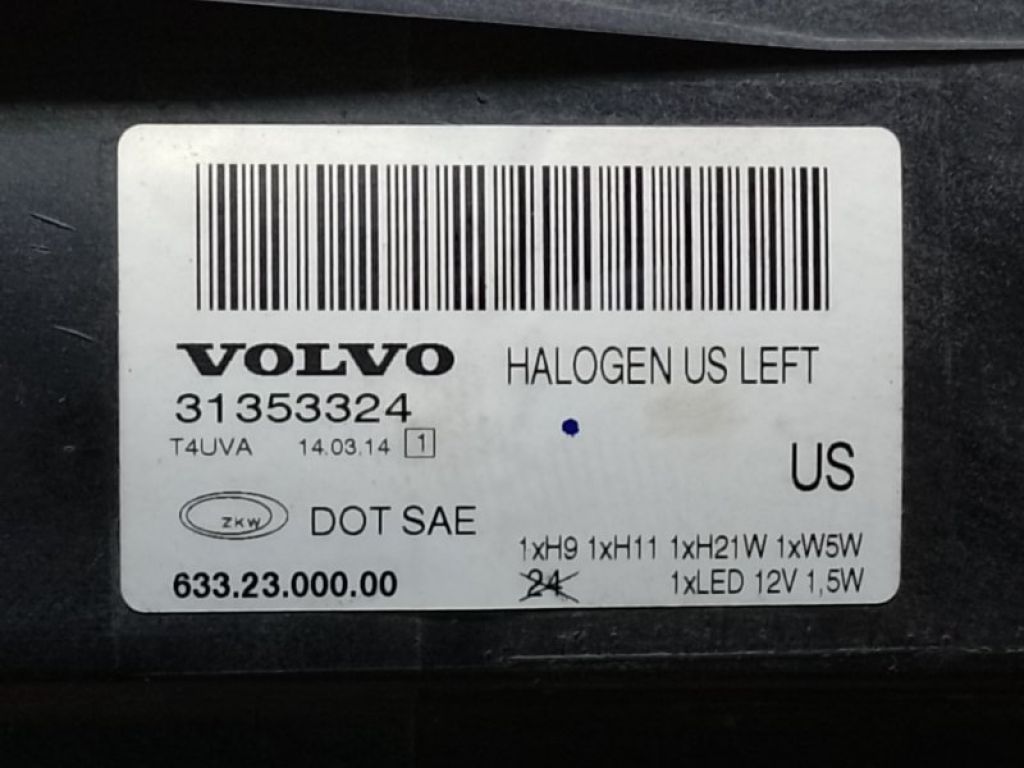 VOLVO HALOGEN US LEFT
31353324
T4UVA 14.03.14 1
US
ZKW DOT SAE
1xH9 1xH11 1xH21W 1xW5W
633.23.000.00 24 1xLED 12V 1,5W